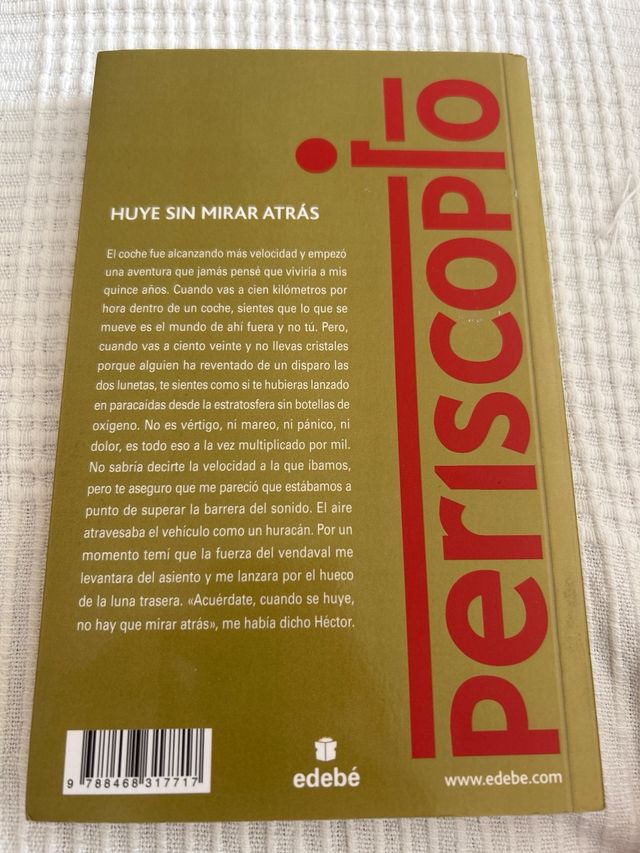 HUYE SIN MIRAR ATRÁS
El coche fue alcanzando más velocidad y empezó
una aventura que jamás pensé que viviría a mis
quince años. Cuando vas a cien kilómetros por
hora dentro de un coche, sientes que lo que se
mueve es el mundo de ahí fuera y no tú. Pero,
cuando vas a ciento veinte y no llevas cristales
porque alguien ha reventado de un disparo las
dos lunetas, te sientes como si te hubieras lanzado
en paracaídas desde la estratosfera sin botellas de
oxígeno. No es vértigo, ni mareo, ni pánico, ni
dolor, es todo eso a la vez multiplicado por mil.
No sabría decirte la velocidad a la que íbamos,
pero te aseguro que me pareció que estábamos a
punto de superar la barrera del sonido. El aire
atravesaba el vehículo como un huracán. Por un
momento temí que la fuerza del vendaval me
levantara del asiento y me lanzara por el hueco
de la luna trasera. «Acuérdate, cuando se huye,
no hay que mirar atrás», me había dicho Héctor.
periscopio
9 788468 317717
edebé
www.edebe.com